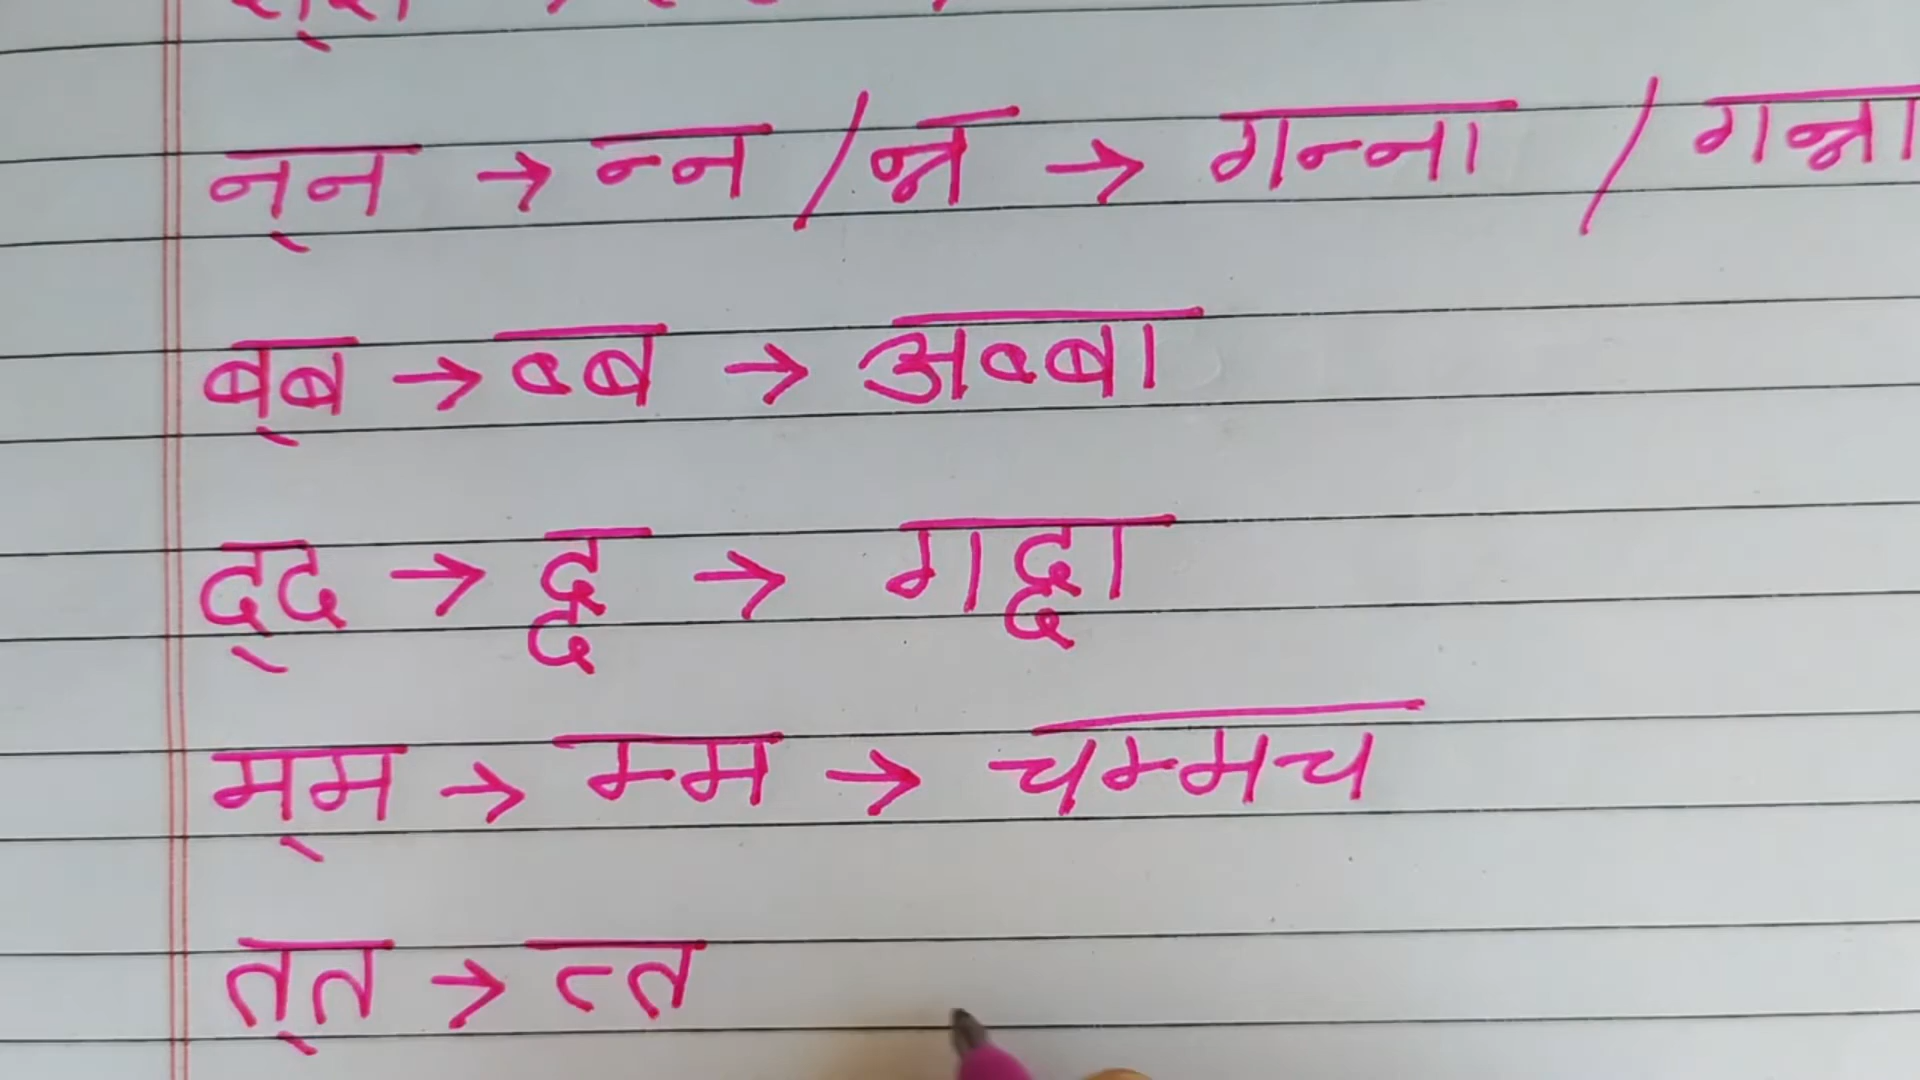 न्‌न → न्न / न्न → गन्ना / गन्ना
ब्‌ब → ब्ब → अब्बा
द्‌द → द्द → गद्दा
म्‌म → म्म → चम्मच
त्‌त → त्त